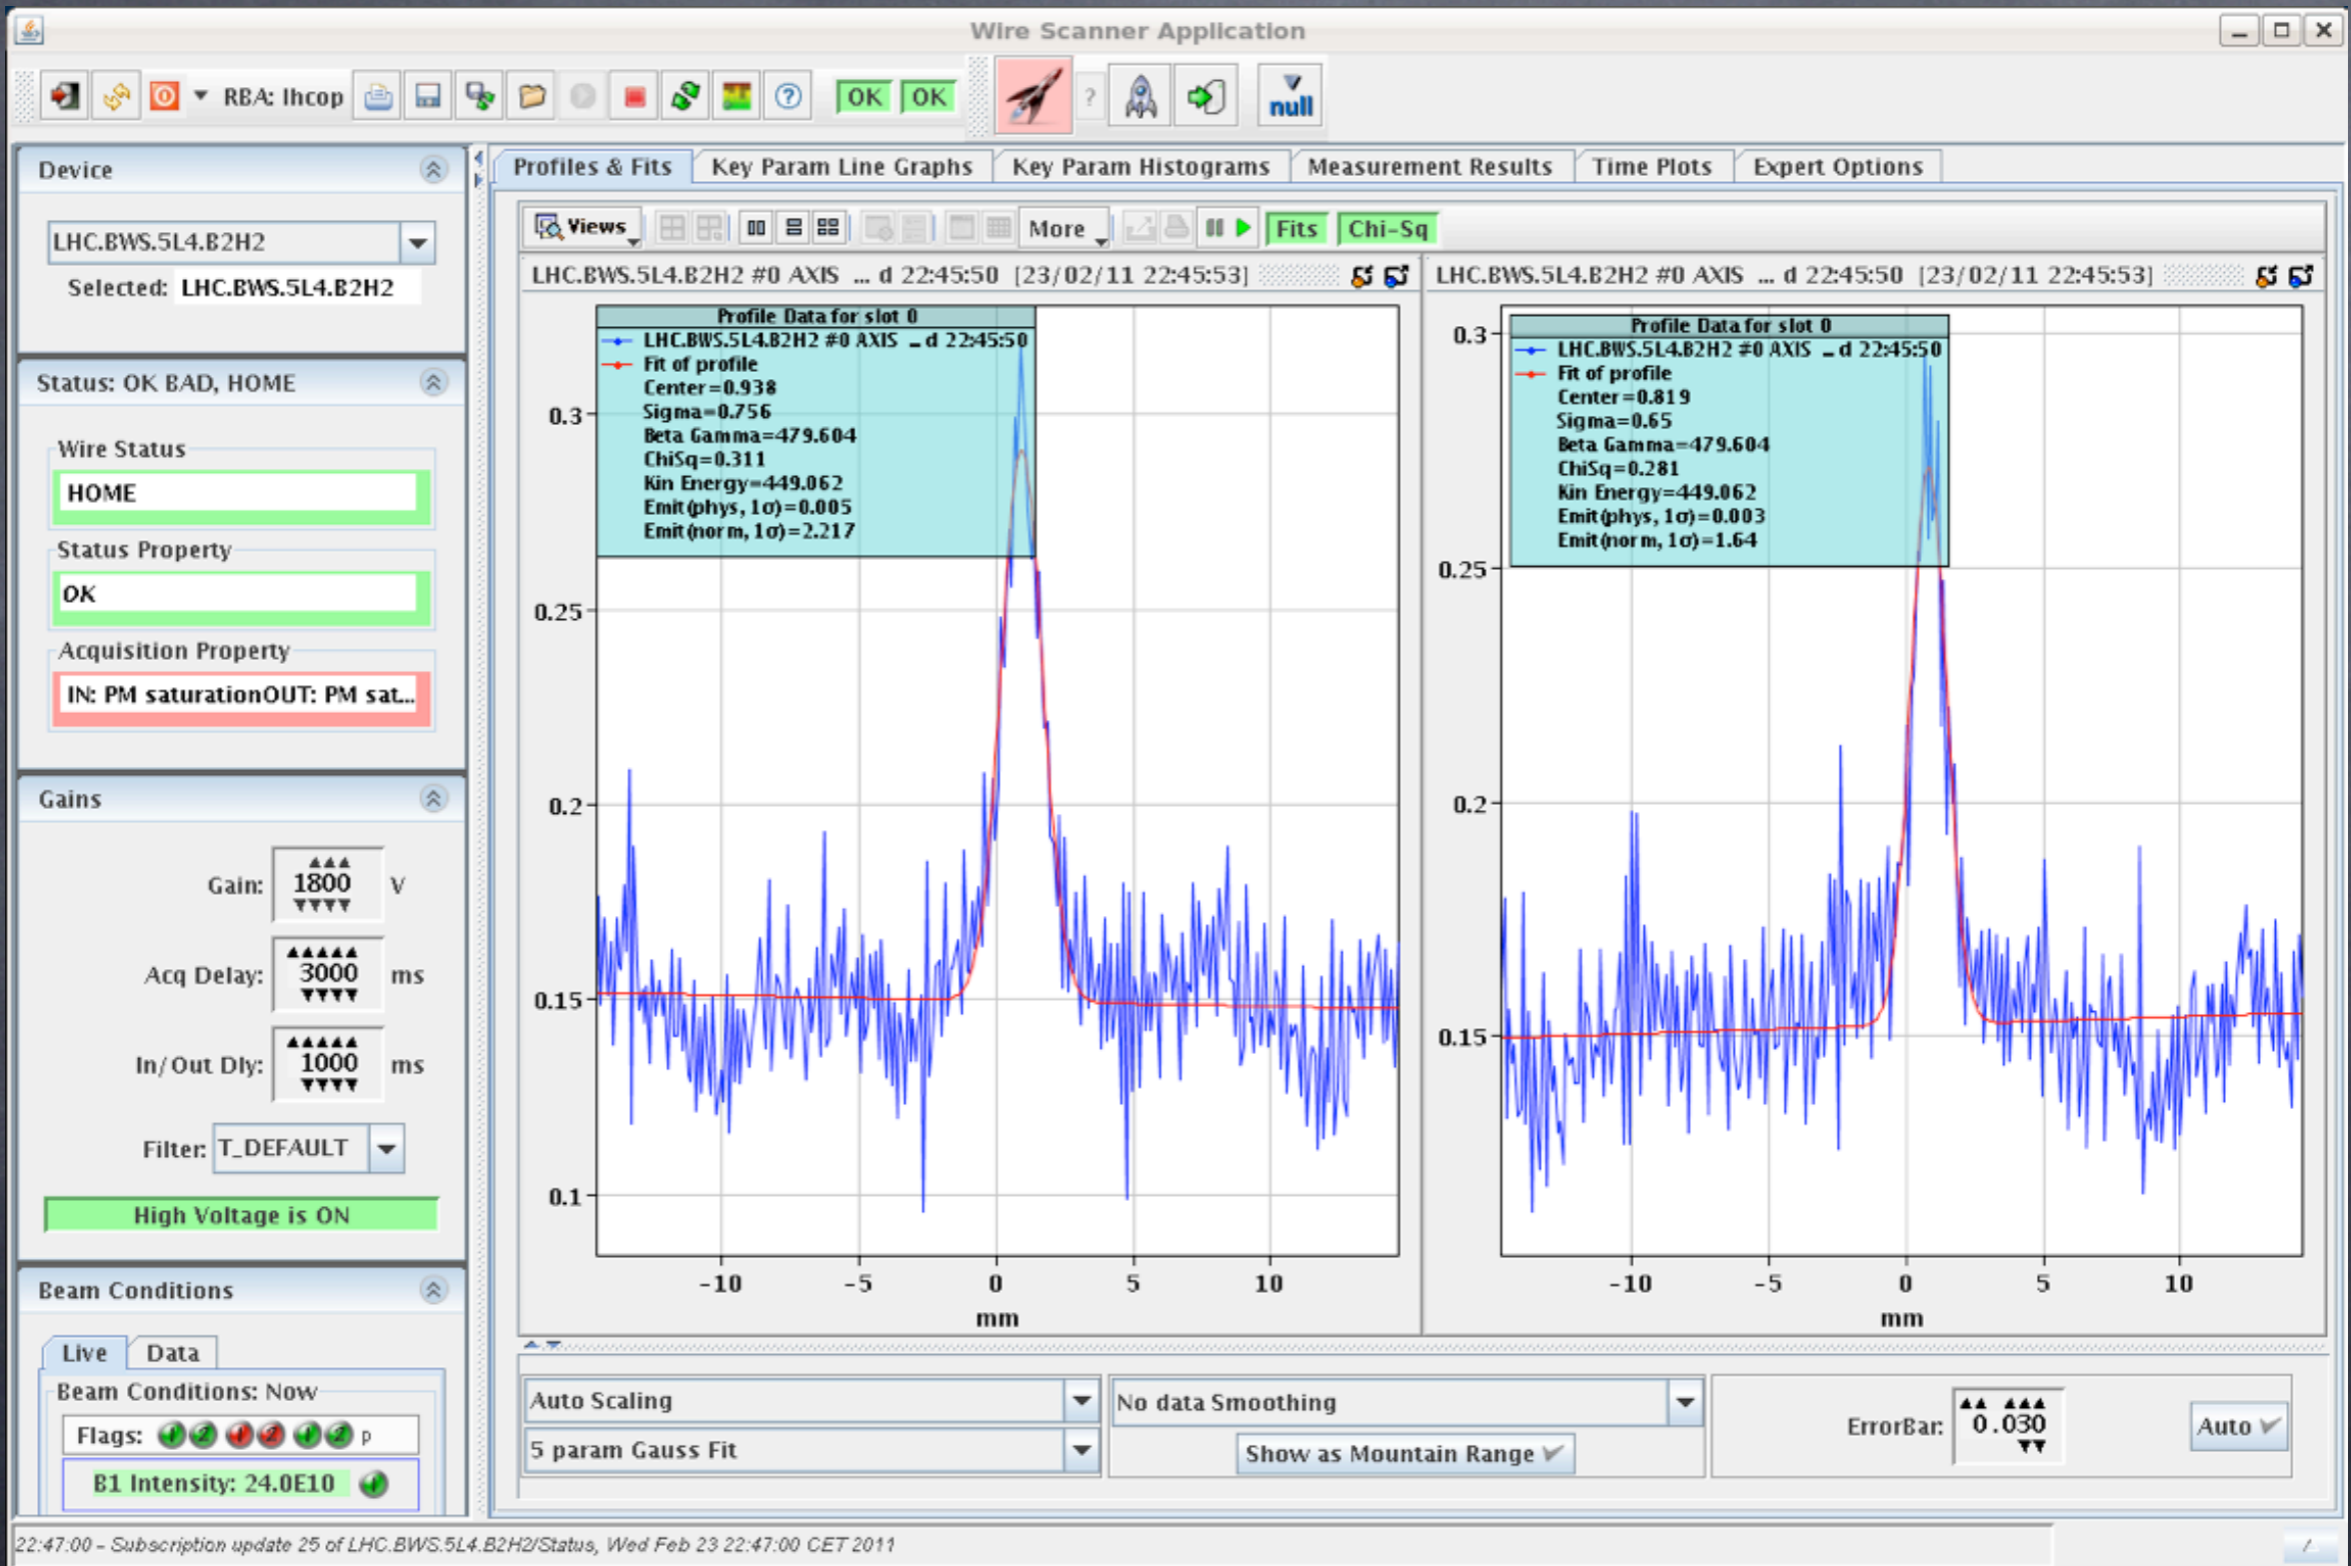 Wire Scanner Application
RBA: lhcop
OK OK
?
null
Device
LHC.BWS.5L4.B2H2
Selected: LHC.BWS.5L4.B2H2
Status: OK BAD, HOME
Wire Status
HOME
Status Property
OK
Acquisition Property
IN: PM saturationOUT: PM sat...
Gains
Gain: 1800 V
Acq Delay: 3000 ms
In/Out Dly: 1000 ms
Filter: T_DEFAULT
High Voltage is ON
Beam Conditions
Live Data
Beam Conditions: Now
Flags: 1 2 1 2 1 2 p
B1 Intensity: 24.0E10
Profiles & Fits Key Param Line Graphs Key Param Histograms Measurement Results Time Plots Expert Options
Views More Fits Chi-Sq
LHC.BWS.5L4.B2H2 #0 AXIS ... d 22:45:50 [23/02/11 22:45:53]
Profile Data for slot 0
LHC.BWS.5L4.B2H2 #0 AXIS ... d 22:45:50
Fit of profile
Center=0.938
Sigma=0.756
Beta Gamma=479.604
ChiSq=0.311
Kin Energy=449.062
Emit(phys, 1σ)=0.005
Emit(norm, 1σ)=2.217
0.3
0.25
0.2
0.15
0.1
-10 -5 0 5 10
mm
LHC.BWS.5L4.B2H2 #0 AXIS ... d 22:45:50 [23/02/11 22:45:53]
Profile Data for slot 0
LHC.BWS.5L4.B2H2 #0 AXIS ... d 22:45:50
Fit of profile
Center=0.819
Sigma=0.65
Beta Gamma=479.604
ChiSq=0.281
Kin Energy=449.062
Emit(phys, 1σ)=0.003
Emit(norm, 1σ)=1.64
0.3
0.25
0.2
0.15
-10 -5 0 5 10
mm
Auto Scaling
5 param Gauss Fit
No data Smoothing
Show as Mountain Range
ErrorBar: 0.030
Auto
22:47:00 - Subscription update 25 of LHC.BWS.5L4.B2H2/Status, Wed Feb 23 22:47:00 CET 2011